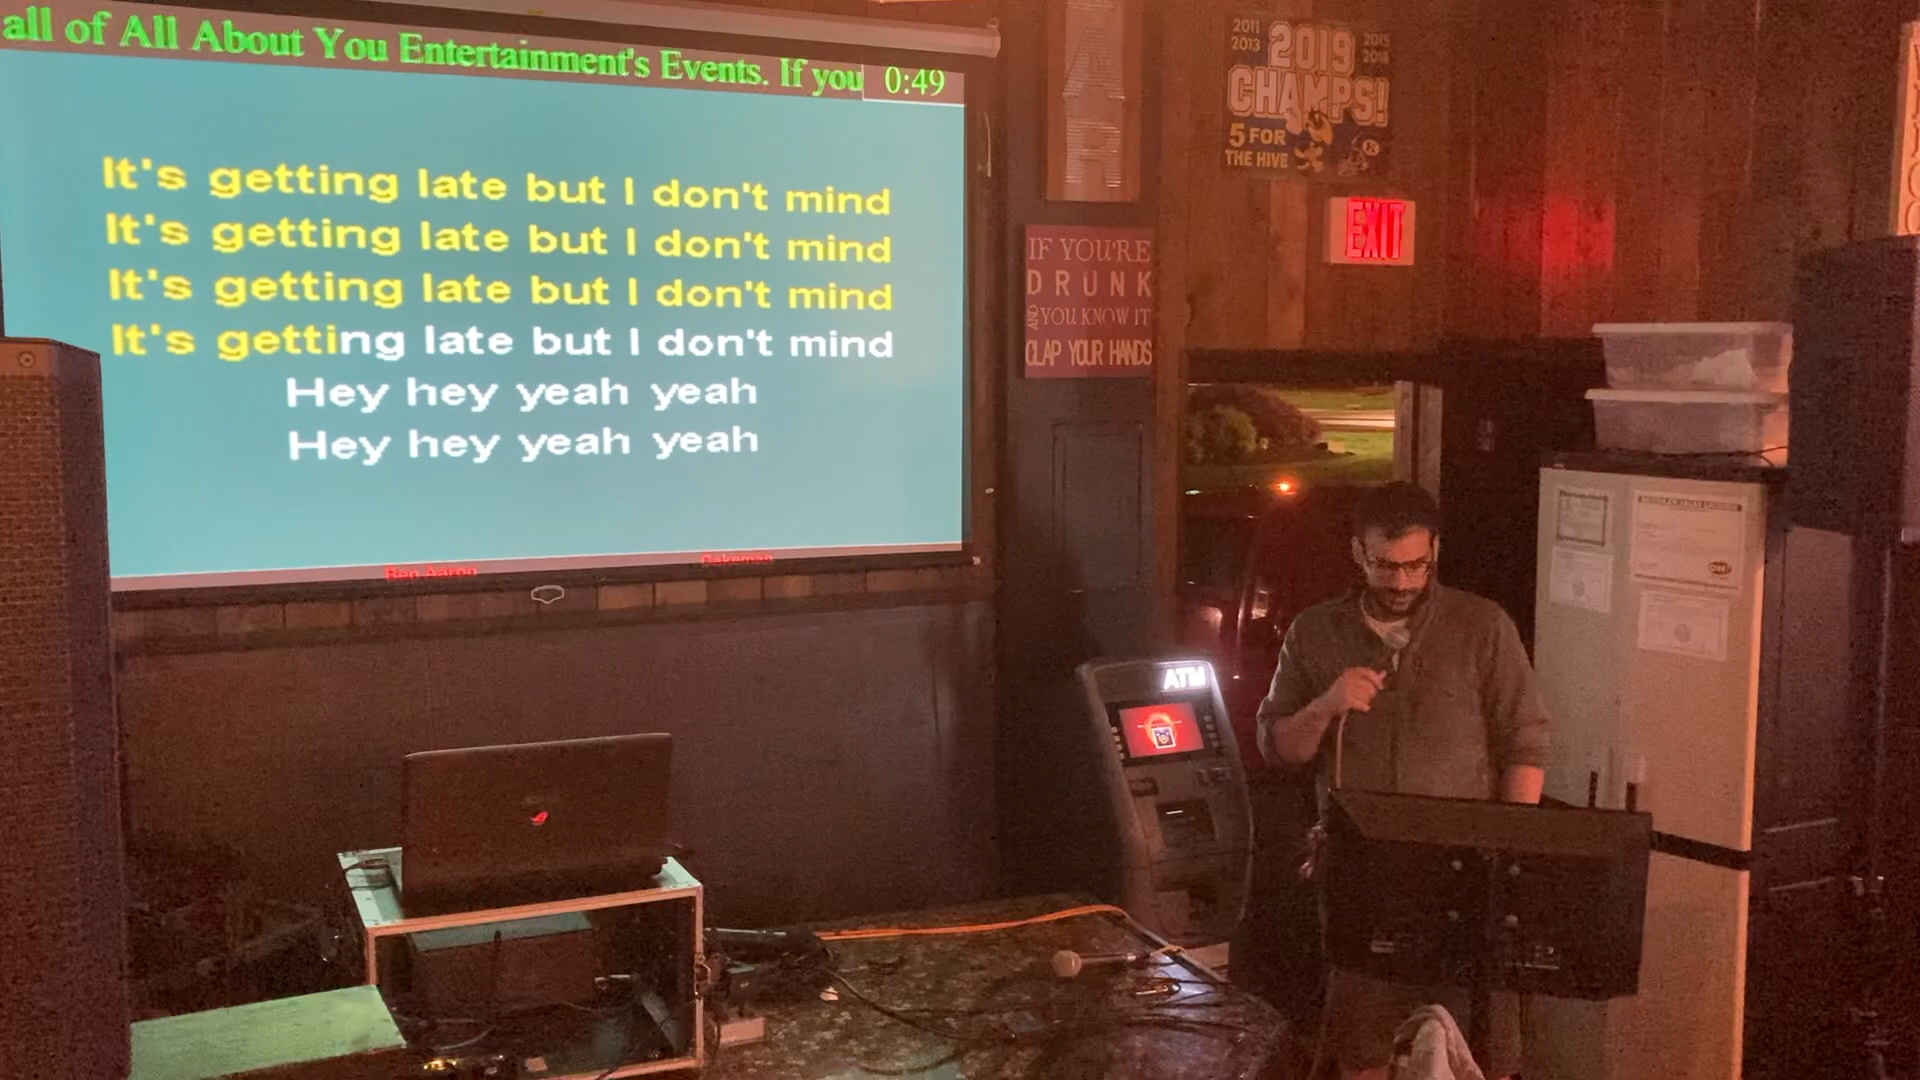 all of All About You Entertainment's Events. If you
0:49
It's getting late but I don't mind
It's getting late but I don't mind
It's getting late but I don't mind
It's getting late but I don't mind
Hey hey yeah yeah
Hey hey yeah yeah
Ben Aaron
Cakeman
2011
2013
2015
2019
CHAMPS!
5 FOR
THE HIVE
EXIT
IF YOU'RE
DRUNK
AND YOU KNOW IT
CLAP YOUR HANDS
ATM